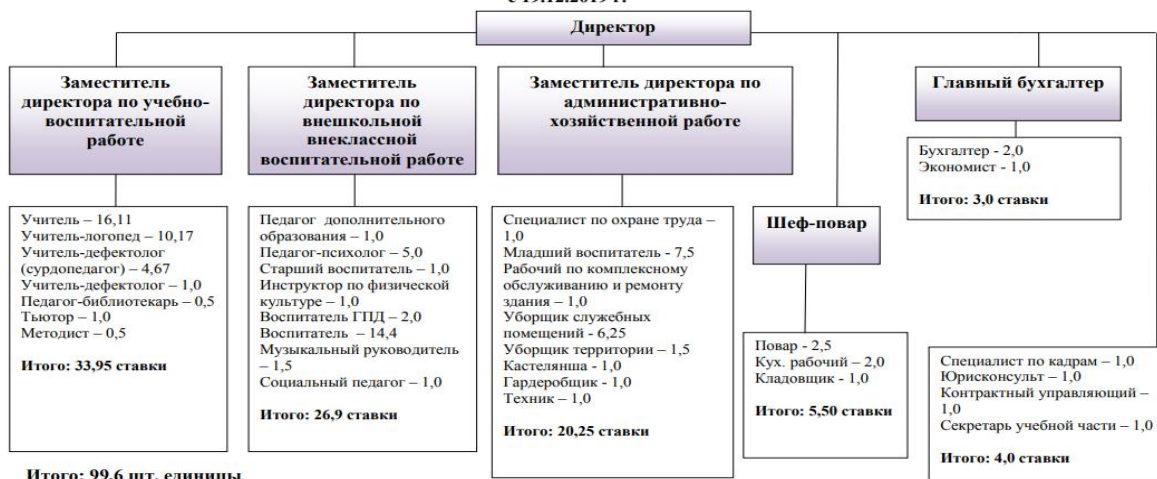 с 19.12.2019 г.
Директор
Заместитель
директора по учебно-
воспитательной
работе
Заместитель
директора по
внешкольной
внеклассной
воспитательной работе
Заместитель директора по
административно-
хозяйственной работе
Главный бухгалтер
Бухгалтер - 2,0
Экономист - 1,0
Итого: 3,0 ставки
Учитель – 16,11
Учитель-логопед – 10,17
Учитель-дефектолог
(сурдопедагог) – 4,67
Учитель-дефектолог – 1,0
Педагог-библиотекарь – 0,5
Тьютор – 1,0
Методист – 0,5
Итого: 33,95 ставки
Педагог дополнительного
образования – 1,0
Педагог-психолог – 5,0
Старший воспитатель – 1,0
Инструктор по физической
культуре – 1,0
Воспитатель ГПД – 2,0
Воспитатель – 14,4
Музыкальный руководитель
– 1,5
Социальный педагог – 1,0
Итого: 26,9 ставки
Специалист по охране труда –
1,0
Младший воспитатель - 7,5
Рабочий по комплексному
обслуживанию и ремонту
здания – 1,0
Уборщик служебных
помещений - 6,25
Уборщик территории – 1,5
Кастелянша - 1,0
Гардеробщик - 1,0
Техник – 1,0
Итого: 20,25 ставки
Шеф-повар
Повар - 2,5
Кух. рабочий – 2,0
Кладовщик - 1,0
Итого: 5,50 ставки
Специалист по кадрам – 1,0
Юрисконсульт – 1,0
Контрактный управляющий –
1,0
Секретарь учебной части – 1,0
Итого: 4,0 ставки
Итого: 99,6 шт. единицы